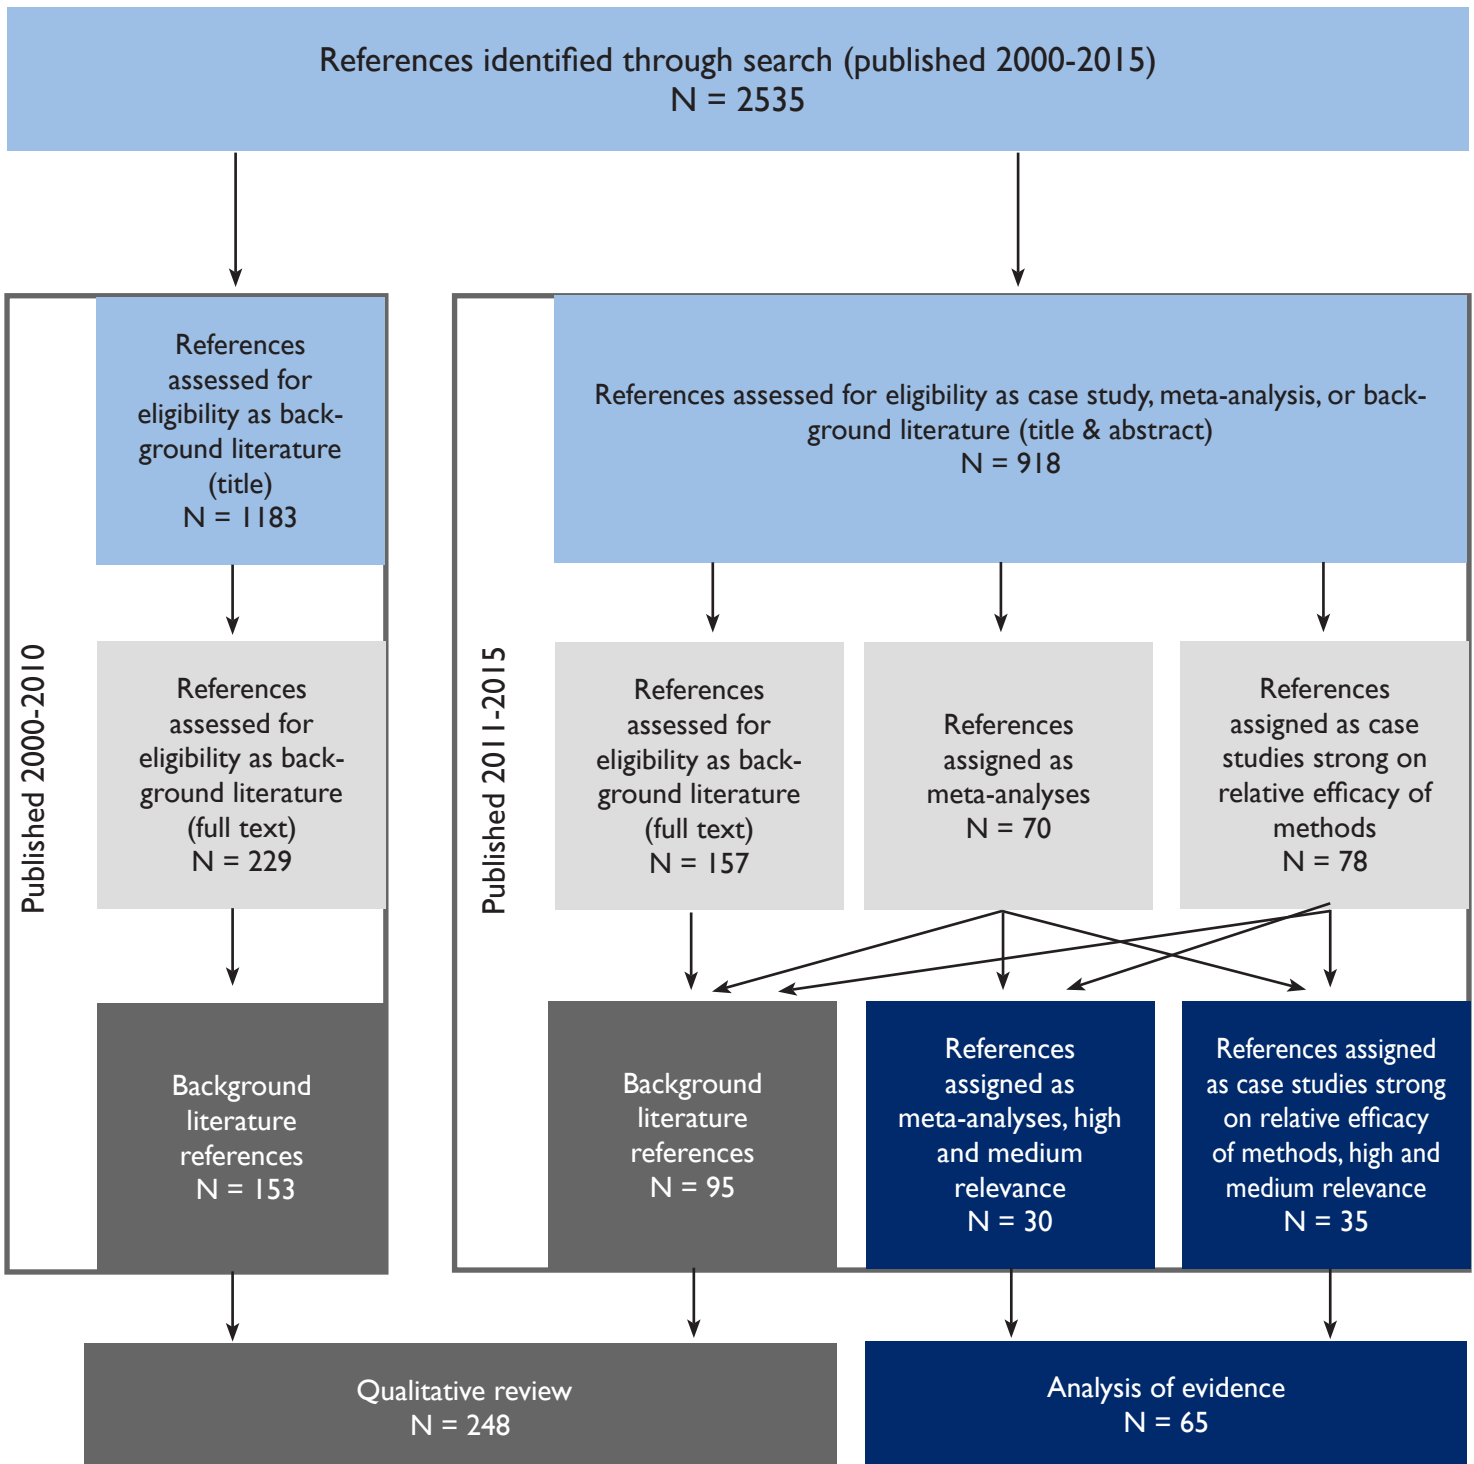 References identified through search (published 2000-2015)
N = 2535
Published 2000-2010
References
assessed for
eligibility as back-
ground literature
(title)
N = 1183
References
assessed for
eligibility as back-
ground literature
(full text)
N = 229
Background
literature
references
N = 153
Published 2011-2015
References assessed for eligibility as case study, meta-analysis, or back-
ground literature (title & abstract)
N = 918
References
assessed for
eligibility as back-
ground literature
(full text)
N = 157
References
assigned as
meta-analyses
N = 70
References
assigned as case
studies strong on
relative efficacy of
methods
N = 78
Background
literature
references
N = 95
References
assigned as
meta-analyses, high
and medium
relevance
N = 30
References assigned
as case studies strong
on relative efficacy
of methods, high and
medium relevance
N = 35
Qualitative review
N = 248
Analysis of evidence
N = 65